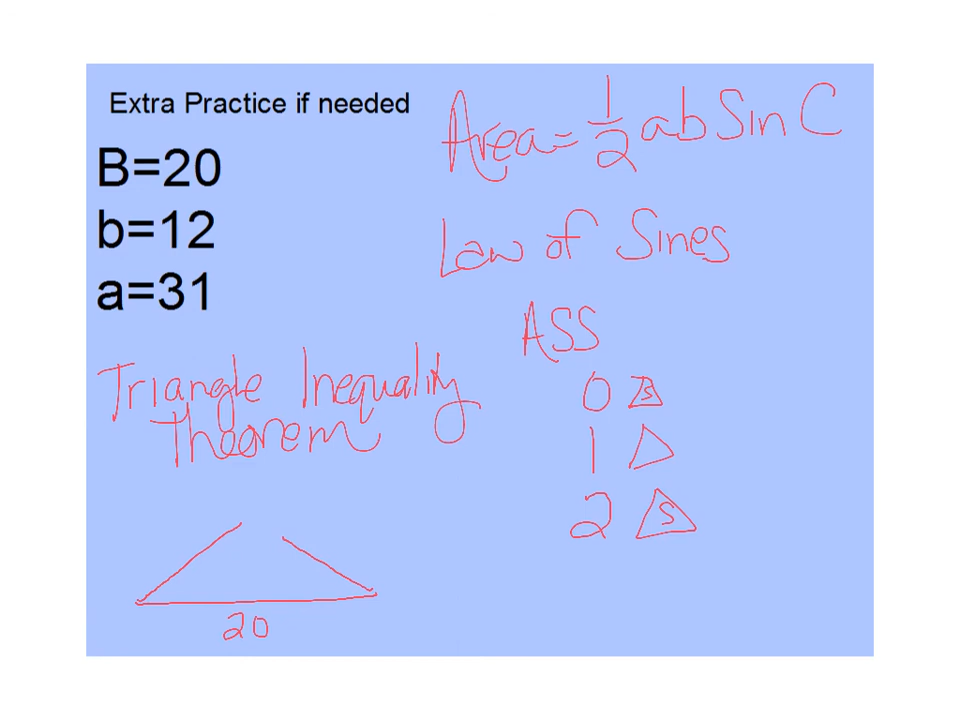 Extra Practice if needed
B=20
b=12
a=31
Area = 1/2 ab Sin C
Law of Sines
ASS
0 △s
1 △
2 △s
Triangle Inequality
Theorem
20